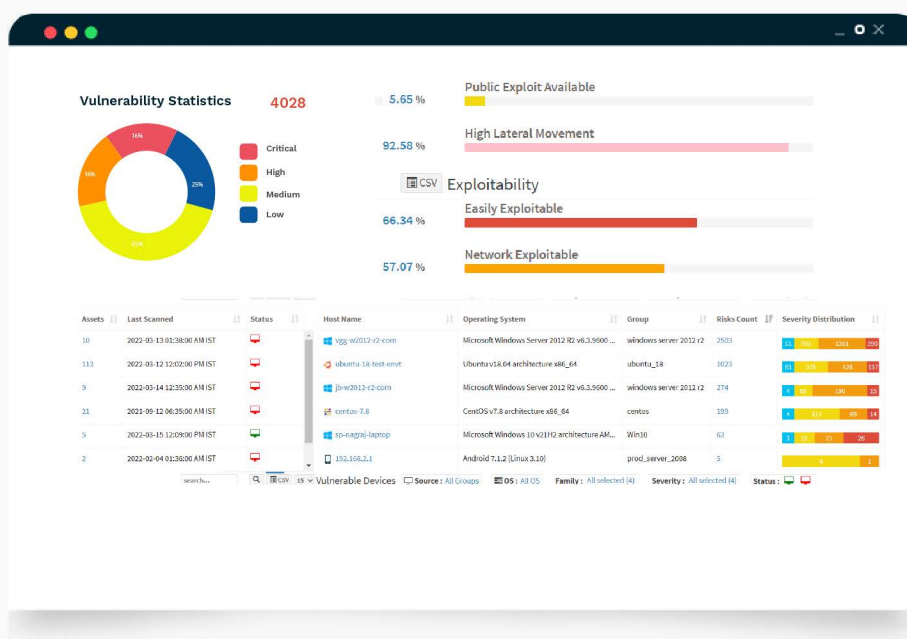 Vulnerability Statistics 4028
16%
16%
25%
Critical
High
Medium
Low
5.65 % Public Exploit Available
92.58 % High Lateral Movement
CSV Exploitability
66.34 % Easily Exploitable
57.07 % Network Exploitable
Assets Last Scanned Status Host Name Operating System Group Risks Count Severity Distribution
10 2022-03-13 01:38:00 AM IST vgg-w2012-r2-com Microsoft Windows Server 2012 R2 v6.3.9600 ... windows server 2012 r2 2503 51 1361 390
113 2022-03-12 12:02:00 PM IST ubuntu-18-test-envt Ubuntu v18.04 architecture x86_64 ubuntu_18 1023 428 157
9 2022-03-14 12:35:00 AM IST jb-w2012-r2-com Microsoft Windows Server 2012 R2 v6.3.9600 ... windows server 2012 r2 274 4 65 190 15
21 2021-09-12 06:35:00 AM IST centos-7.8 CentOS v7.8 architecture x86_64 centos 199 4 112 69 14
5 2022-03-15 12:09:00 PM IST sp-nagraj-laptop Microsoft Windows 10 v21H2 architecture AM... Win10 63 26
2 2022-02-04 01:36:00 AM IST 192.168.2.1 Android 7.1.2 (Linux 3.10) prod_server_2008 5 4 1
search... CSV 15 Vulnerable Devices Source : All Groups OS : All OS Family : All selected (4) Severity : All selected (4) Status :